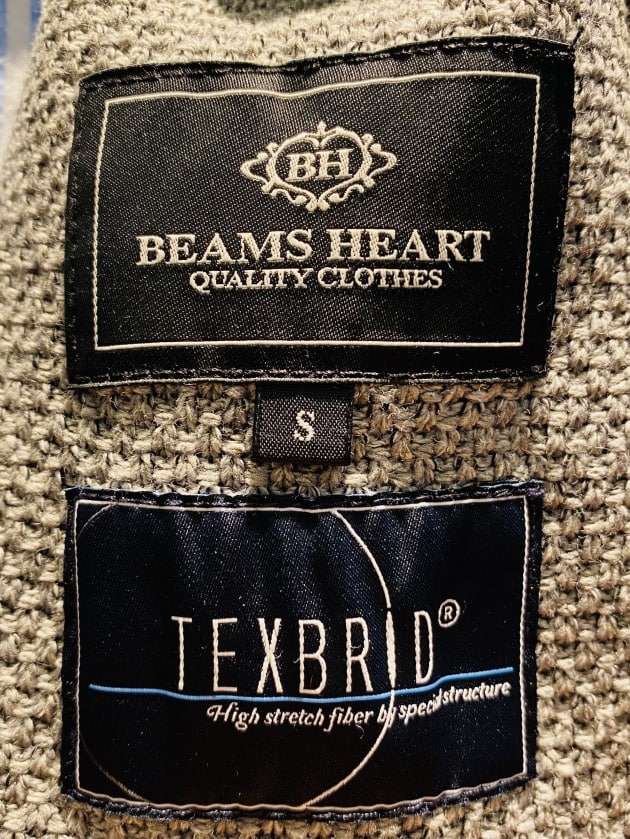 BH
BEAMS HEART
QUALITY CLOTHES
S
TEXBRID®
High stretch fiber by special structure